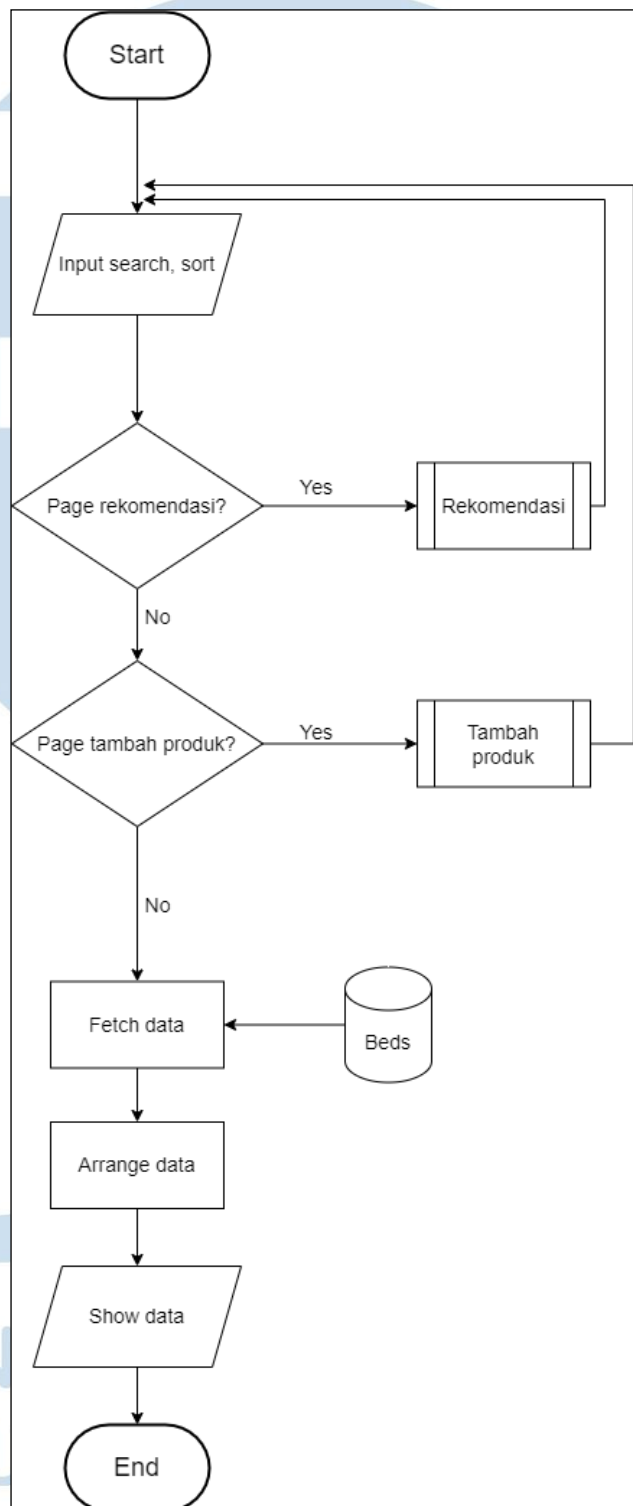 Start
Input search, sort
Page rekomendasi?
Yes
Rekomendasi
No
Page tambah produk?
Yes
Tambah
produk
No
Fetch data
Beds
Arrange data
Show data
End